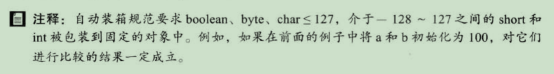 注释：自动装箱规范要求 boolean、byte、char≤127，介于－128 ~ 127 之间的 short 和
int 被包装到固定的对象中。例如，如果在前面的例子中将 a 和 b 初始化为 100，对它们
进行比较的结果一定成立。